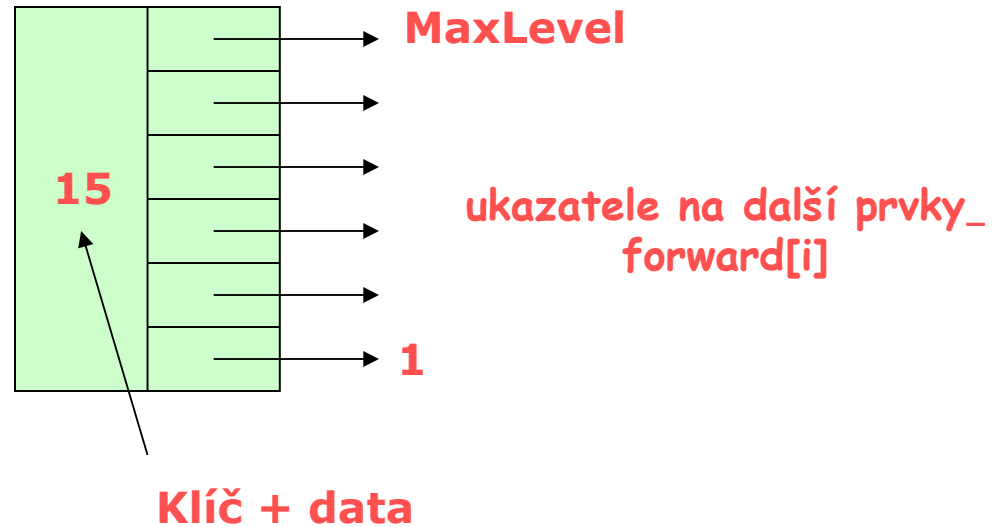 MaxLevel
15
ukazatele na další prvky_
forward[i]
1
Klíč + data